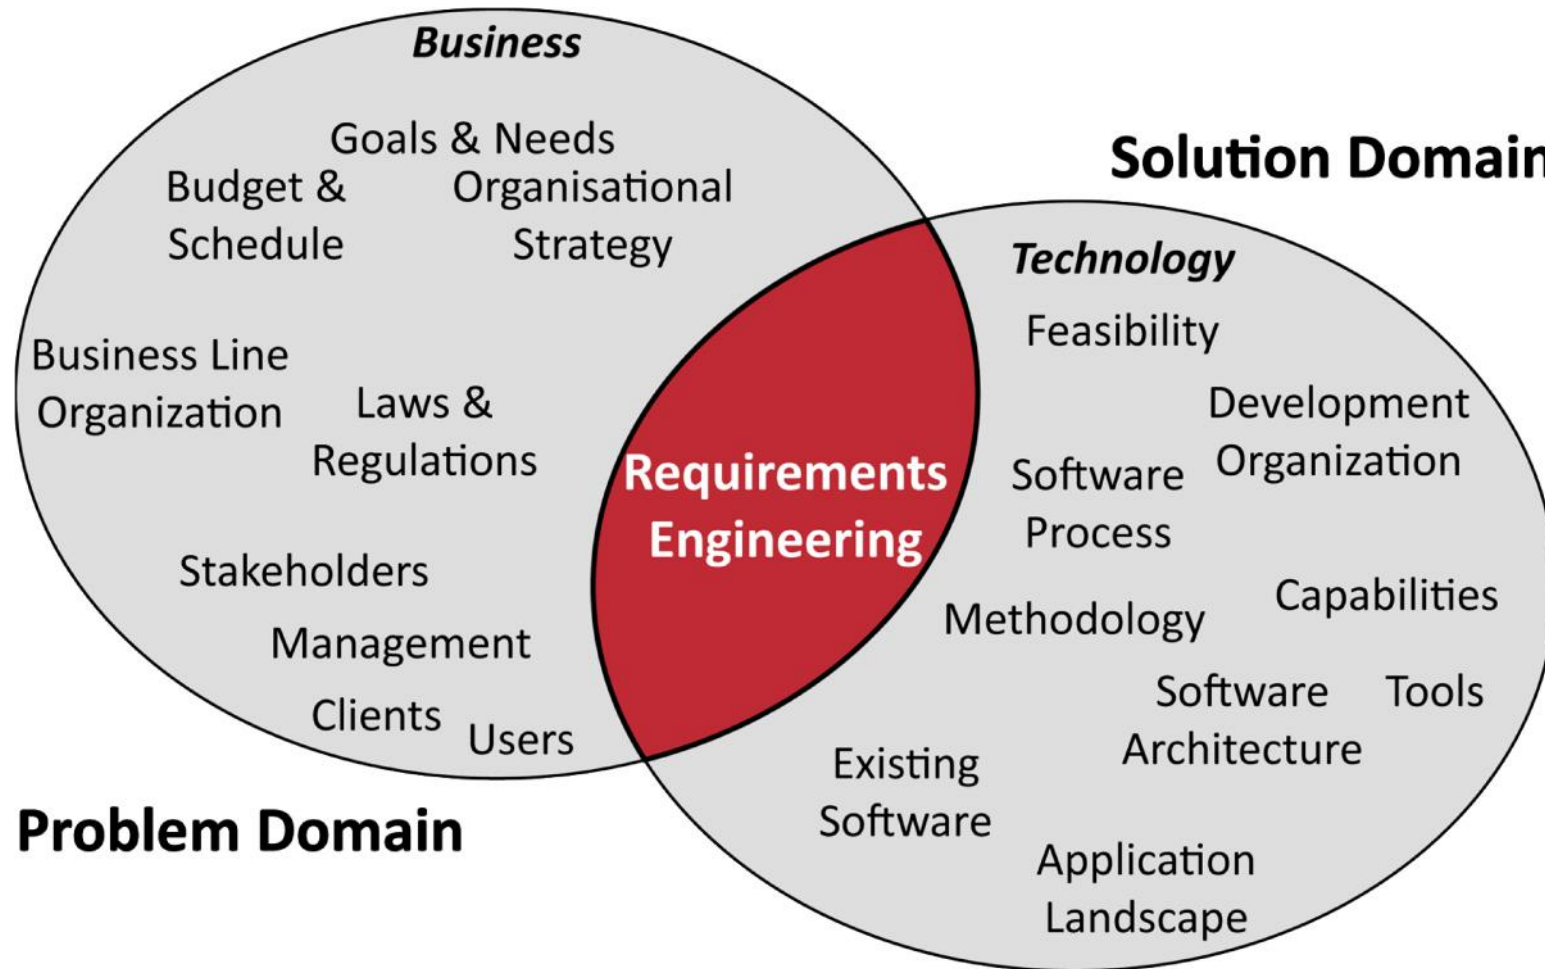 Business
Goals & Needs
Budget &
Schedule
Organisational
Strategy
Business Line
Organization
Laws &
Regulations
Stakeholders
Management
Clients
Users
Problem Domain
Requirements
Engineering
Solution Domain
Technology
Feasibility
Development
Organization
Software
Process
Capabilities
Methodology
Software
Architecture
Tools
Existing
Software
Application
Landscape